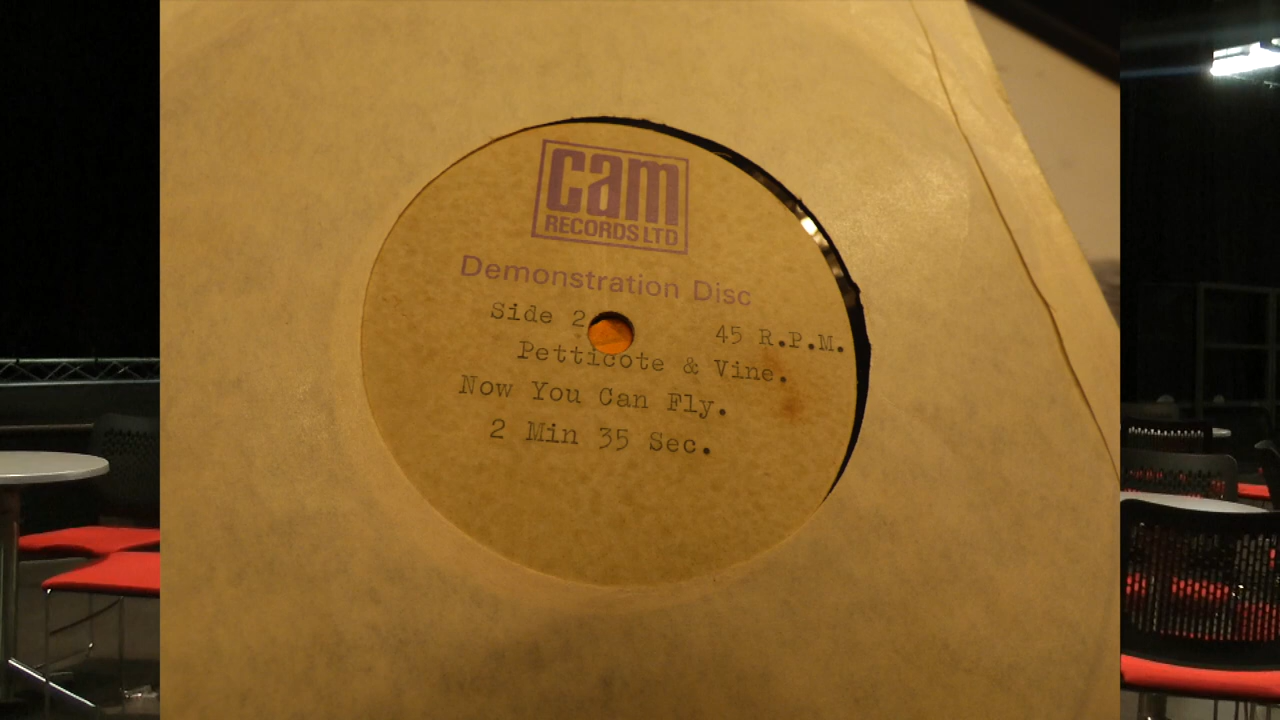 cam
RECORDS LTD
Demonstration Disc
Side 2 45 R.P.M.
Petticote & Vine.
Now You Can Fly.
2 Min 35 Sec.